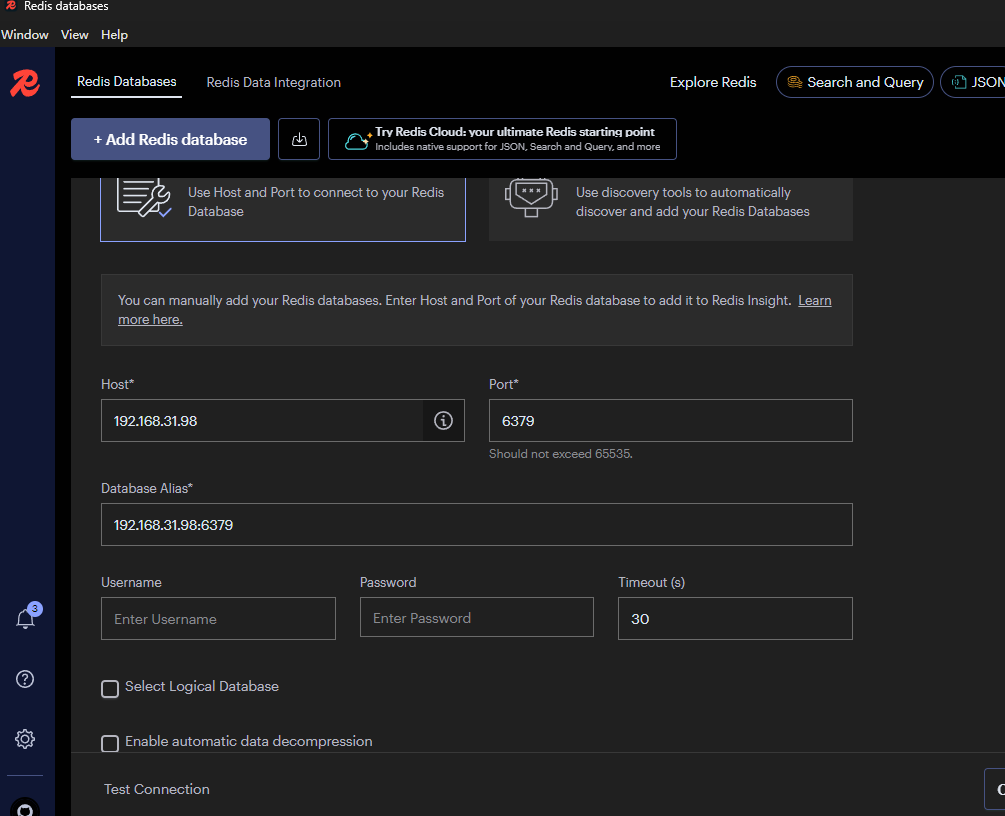 Redis databases
Window View Help
Redis Databases Redis Data Integration Explore Redis Search and Query JSON
+ Add Redis database
Try Redis Cloud: your ultimate Redis starting point
Includes native support for JSON, Search and Query, and more
Use Host and Port to connect to your Redis
Database
Use discovery tools to automatically
discover and add your Redis Databases
You can manually add your Redis databases. Enter Host and Port of your Redis database to add it to Redis Insight. Learn
more here.
Host* Port*
192.168.31.98 6379
Should not exceed 65535.
Database Alias*
192.168.31.98:6379
Username Password Timeout (s)
Enter Username Enter Password 30
3
Select Logical Database
Enable automatic data decompression
Test Connection